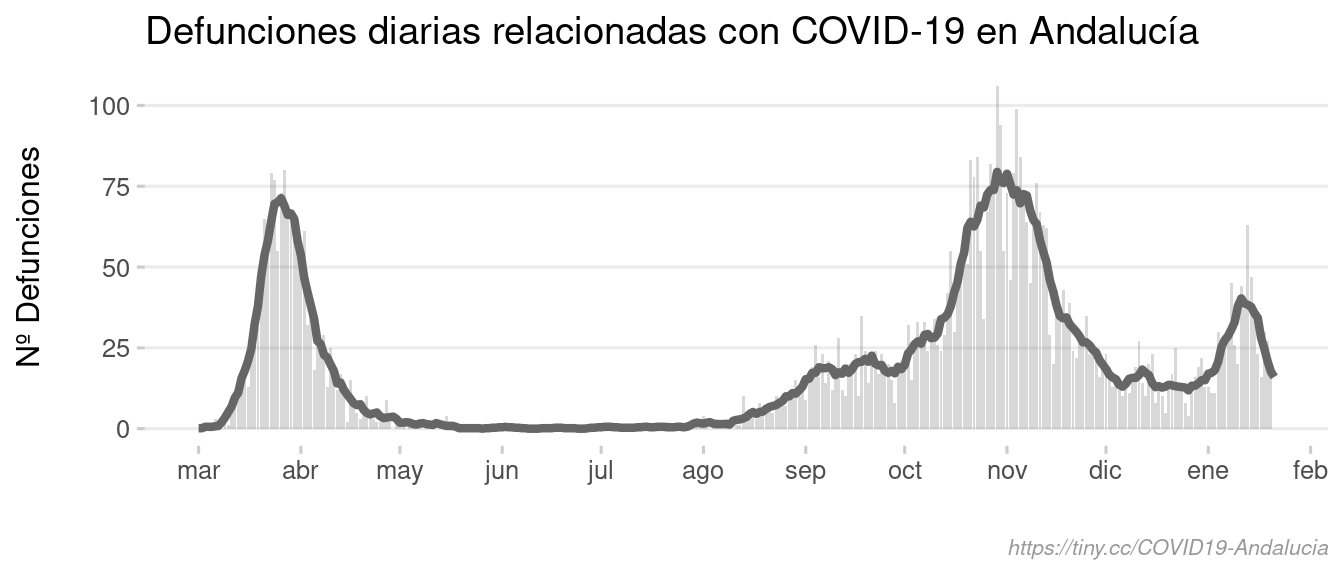 Defunciones diarias relacionadas con COVID-19 en Andalucía
Nº Defunciones
100
75
50
25
0
mar abr may jun jul ago sep oct nov dic ene feb
https://tiny.cc/COVID19-Andalucia